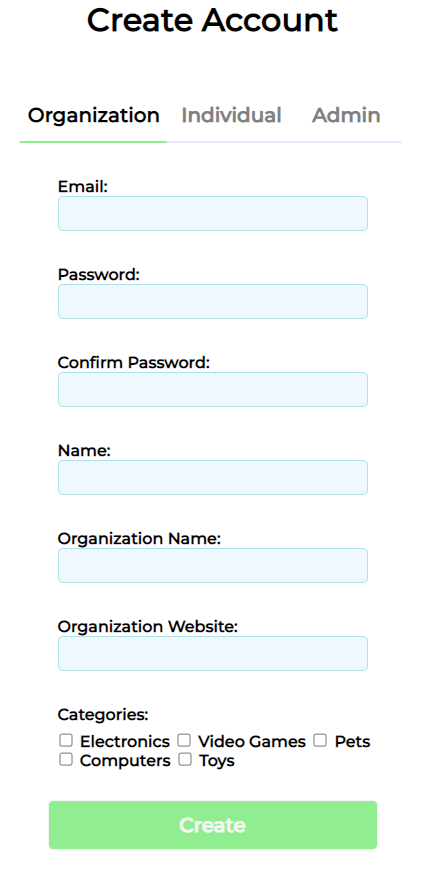 Create Account
Organization Individual Admin
Email:
Password:
Confirm Password:
Name:
Organization Name:
Organization Website:
Categories:
Electronics Video Games Pets
Computers Toys
Create